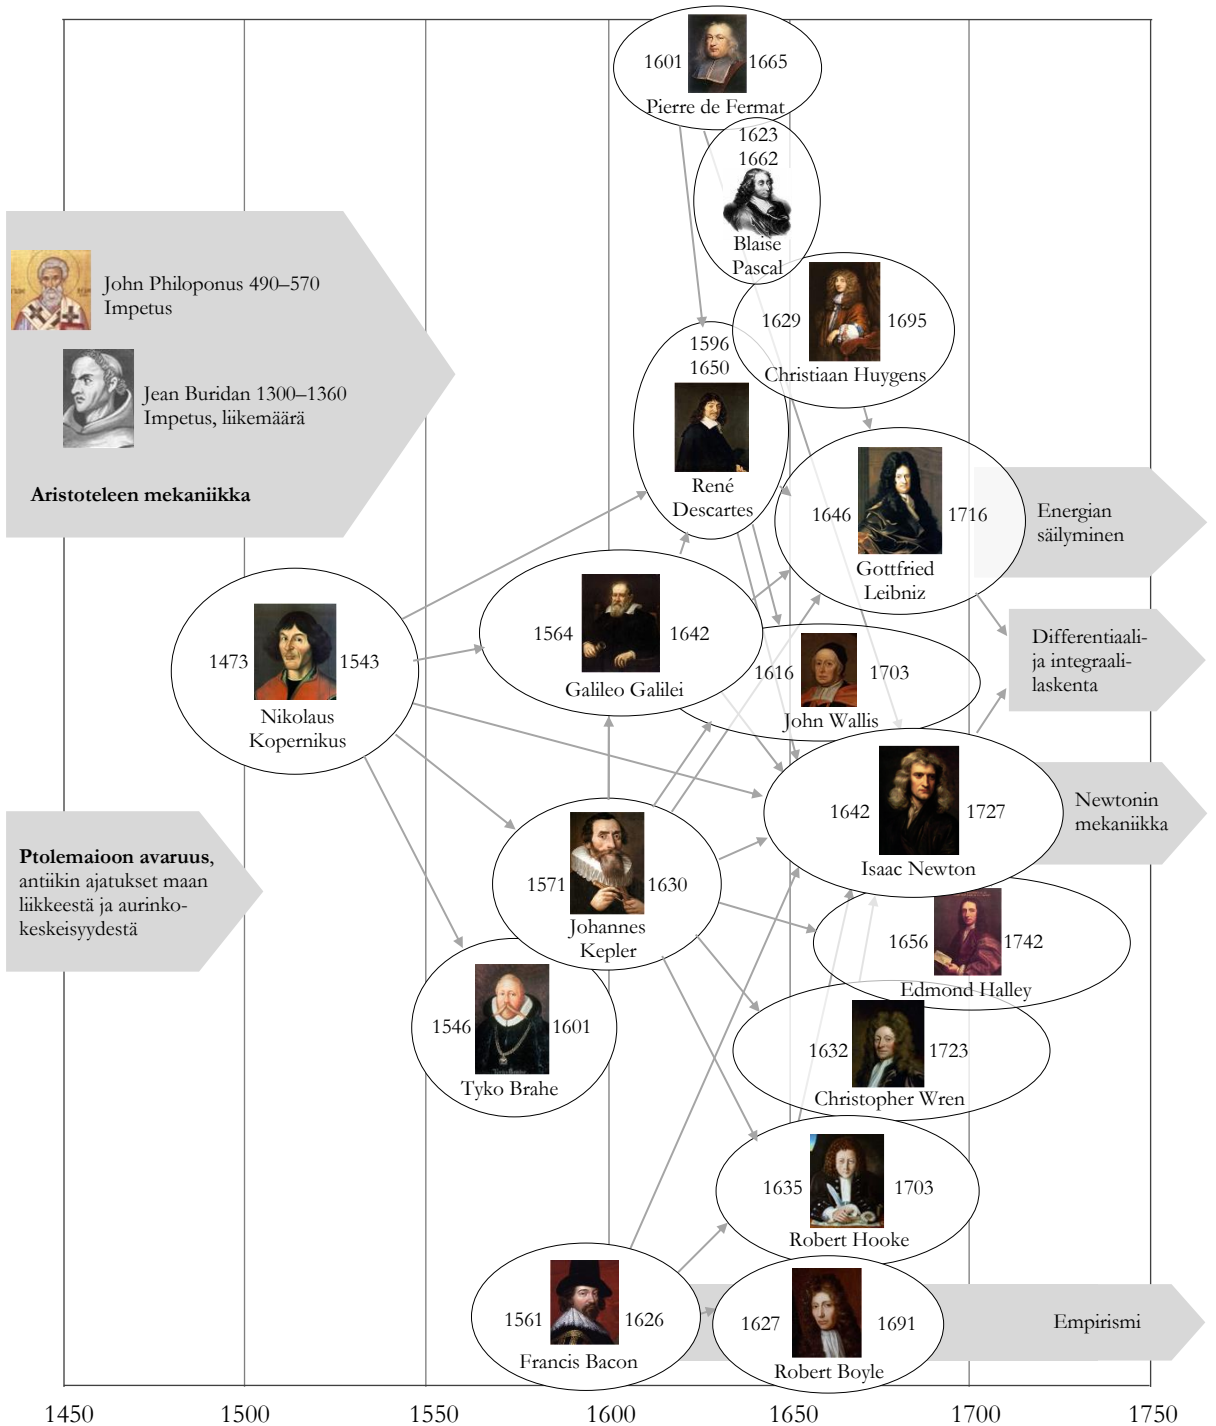 1601
1665
Pierre de Fermat
1623
1662
Blaise
Pascal
John Philoponus 490–570
Impetus
Jean Buridan 1300–1360
Impetus, liikemäärä
Aristoteleen mekaniikka
1629
1695
Christiaan Huygens
1596
1650
René
Descartes
1646
1716
Gottfried
Leibniz
Energian
säilyminen
1473
1543
Nikolaus
Kopernikus
1564
1642
Galileo Galilei
1616
1703
John Wallis
Differentiaali-
ja integraali-
laskenta
1642
1727
Isaac Newton
Newtonin
mekaniikka
Ptolemaioon avaruus,
antiikin ajatukset maan
liikkeestä ja aurinko-
keskeisyydestä
1571
1630
Johannes
Kepler
1656
1742
Edmond Halley
1546
1601
Tyko Brahe
1632
1723
Christopher Wren
1635
1703
Robert Hooke
1561
1626
Francis Bacon
1627
1691
Robert Boyle
Empirismi
1450
1500
1550
1600
1650
1700
1750